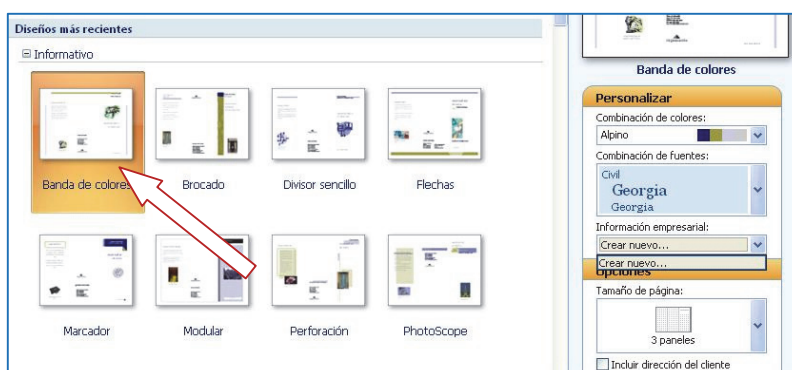 Diseños más recientes
Informativo
Banda de colores
Brocado
Divisor sencillo
Flechas
Marcador
Modular
Perforación
PhotoScope
Banda de colores
Personalizar
Combinación de colores:
Alpino
Combinación de fuentes:
Civil
Georgia
Georgia
Información empresarial:
Crear nuevo...
Crear nuevo...
Opciones
Tamaño de página:
3 paneles
Incluir dirección del cliente